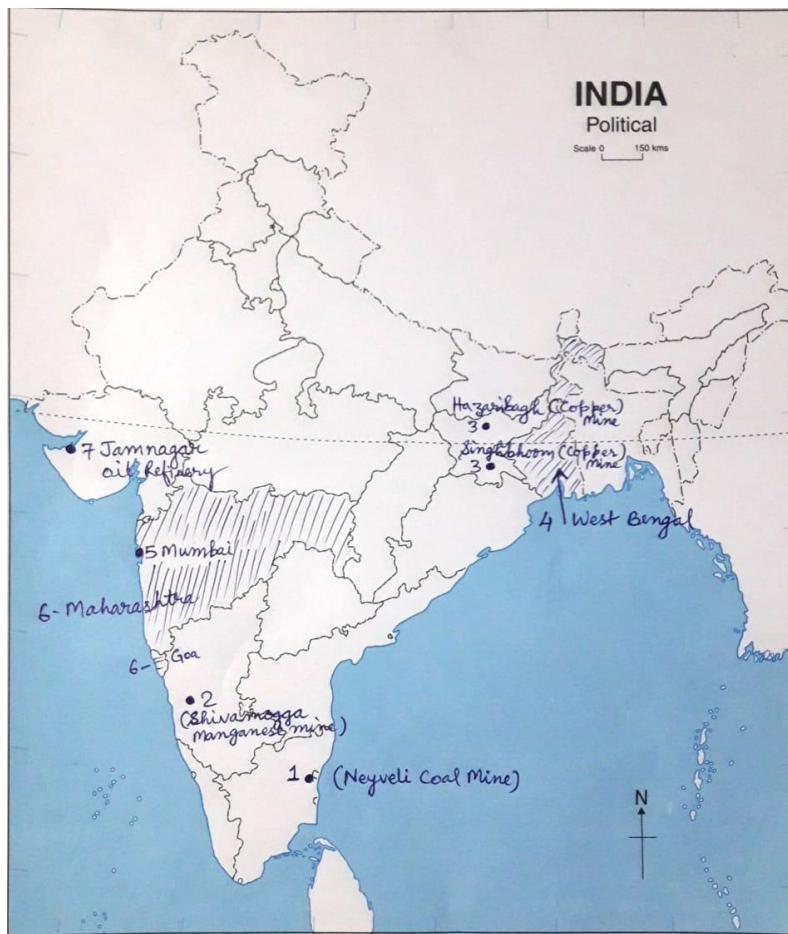 INDIA
Political
Scale 0 150 kms
Hazaribagh (Copper)
Mine
3
Singhbhoom (Copper)
Mine
3
7 Jamnagar
oil Refinery
4 West Bengal
5 Mumbai
6- Maharashtra
6- Goa
2
(Shivamogga
manganest mine)
1 (Neyveli Coal Mine)
N